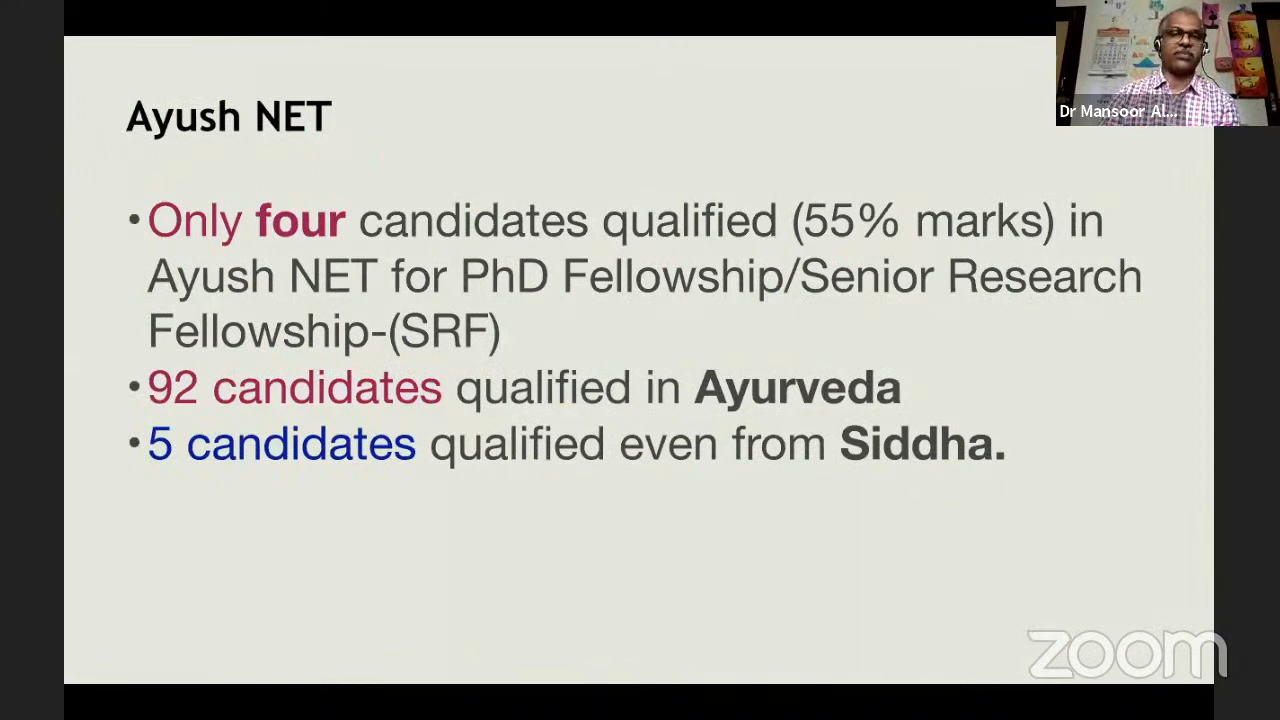 Ayush NET
•Only four candidates qualified (55% marks) in
Ayush NET for PhD Fellowship/Senior Research
Fellowship-(SRF)
•92 candidates qualified in Ayurveda
•5 candidates qualified even from Siddha.
Dr Mansoor Al...
zoom